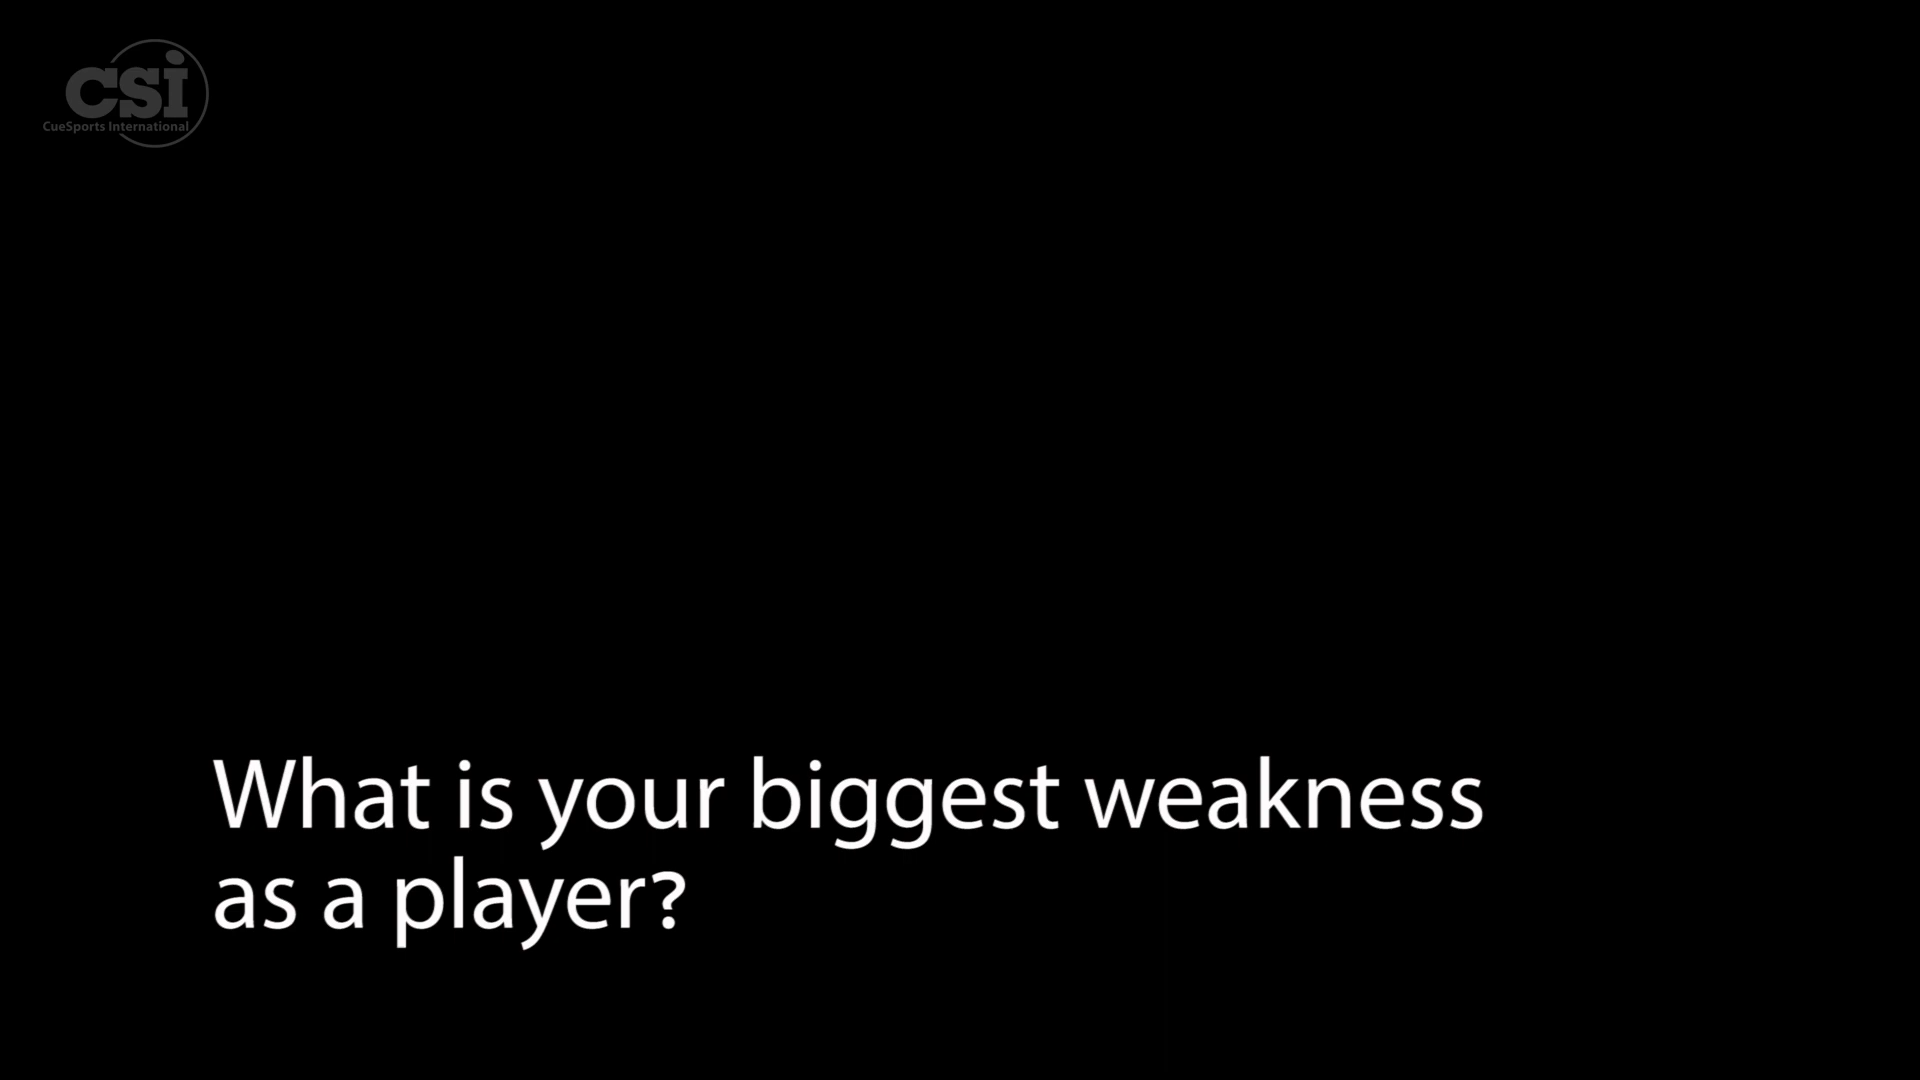 CSi
CueSports International
What is your biggest weakness
as a player?